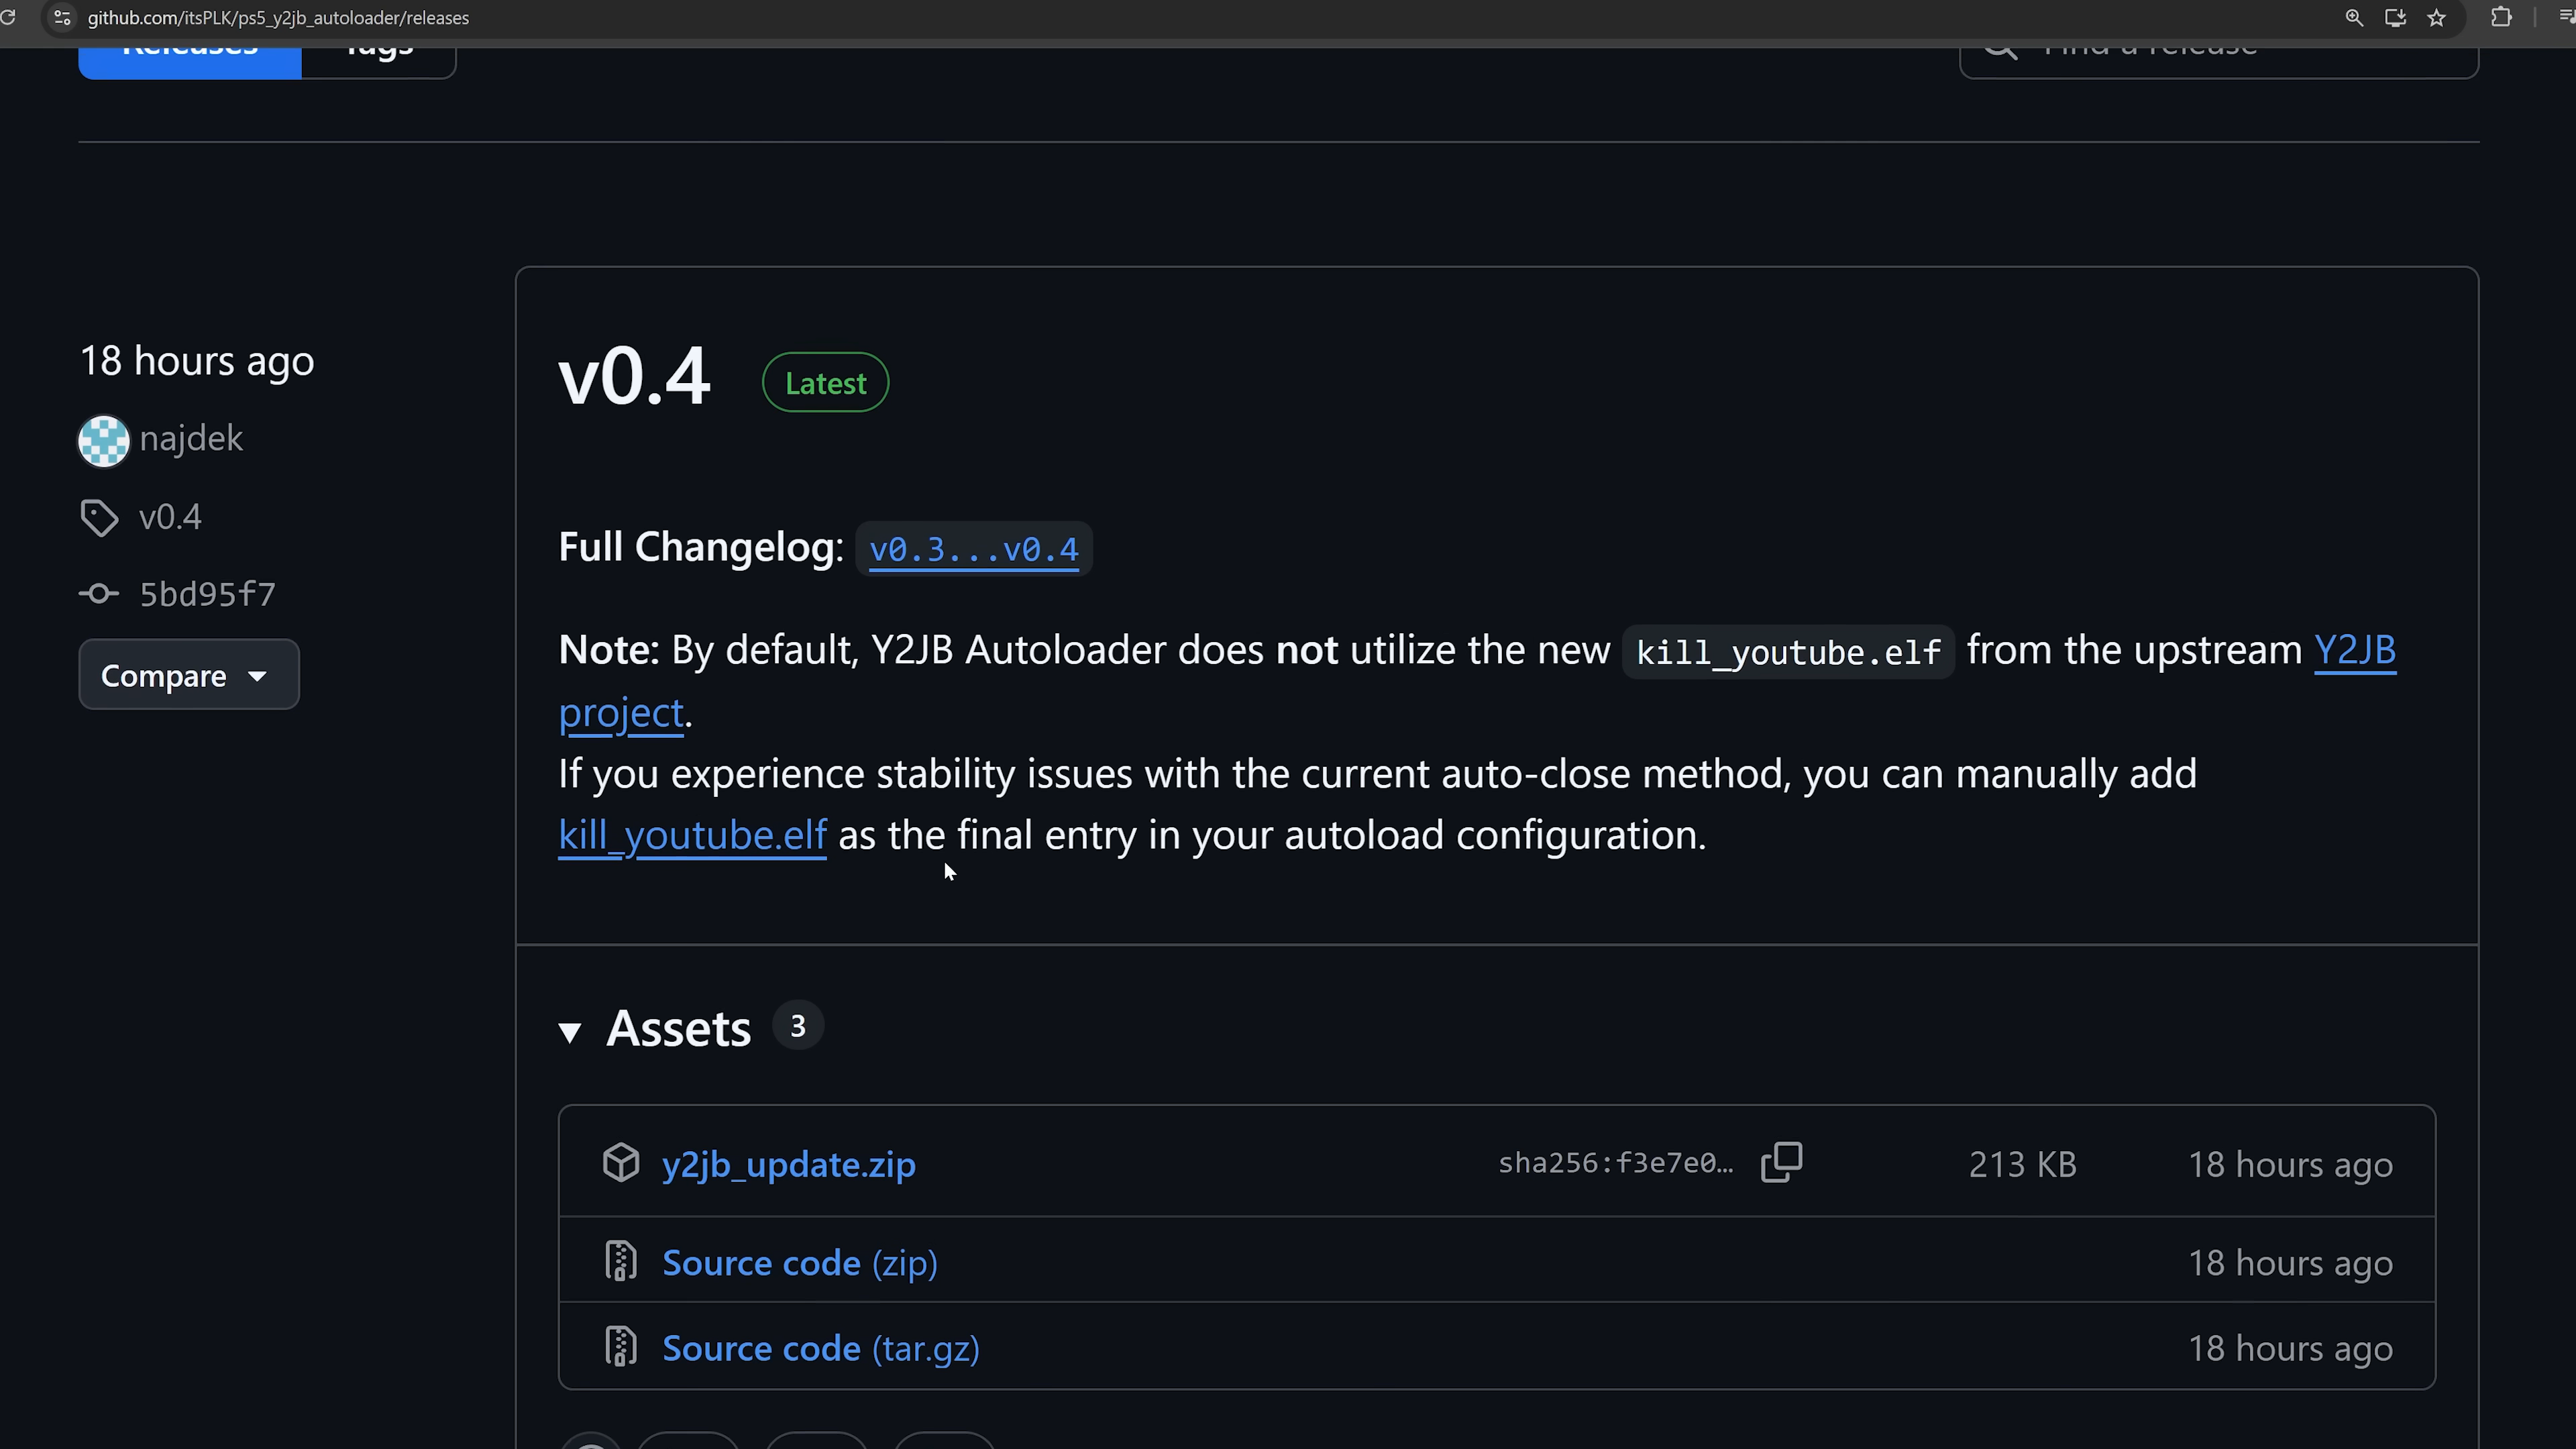 github.com/itsPLK/ps5_y2jb_autoloader/releases
Releases Tags Find a release
18 hours ago
najdek
v0.4
5bd95f7
Compare
v0.4 Latest
Full Changelog: v0.3...v0.4
Note: By default, Y2JB Autoloader does not utilize the new kill_youtube.elf from the upstream Y2JB
project.
If you experience stability issues with the current auto-close method, you can manually add
kill_youtube.elf as the final entry in your autoload configuration.
Assets 3
y2jb_update.zip sha256:f3e7e0... 213 KB 18 hours ago
Source code (zip) 18 hours ago
Source code (tar.gz) 18 hours ago